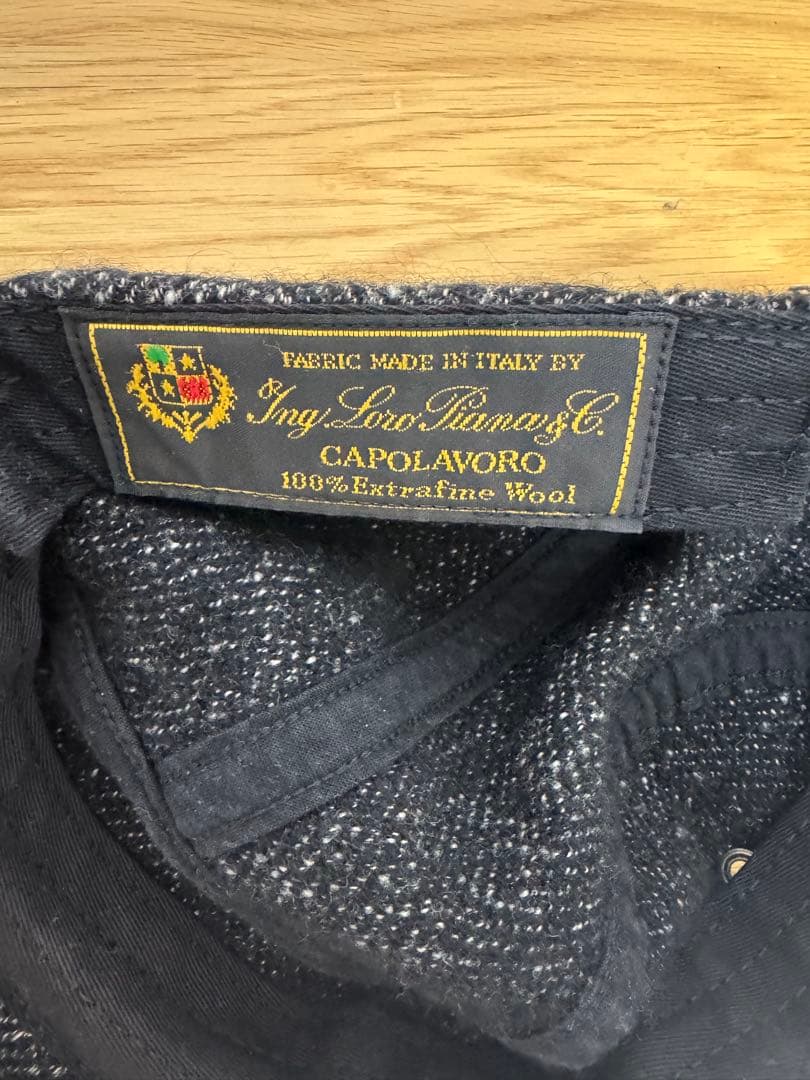 FABRIC MADE IN ITALY BY
Ing Loro Piana & C.
CAPOLAVORO
100% Extrafine Wool